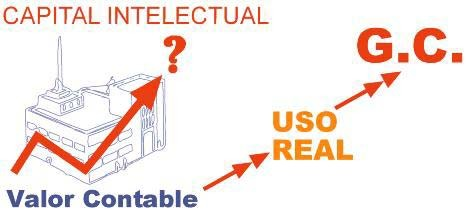 CAPITAL INTELECTUAL
?
G.C.
USO
REAL
Valor Contable